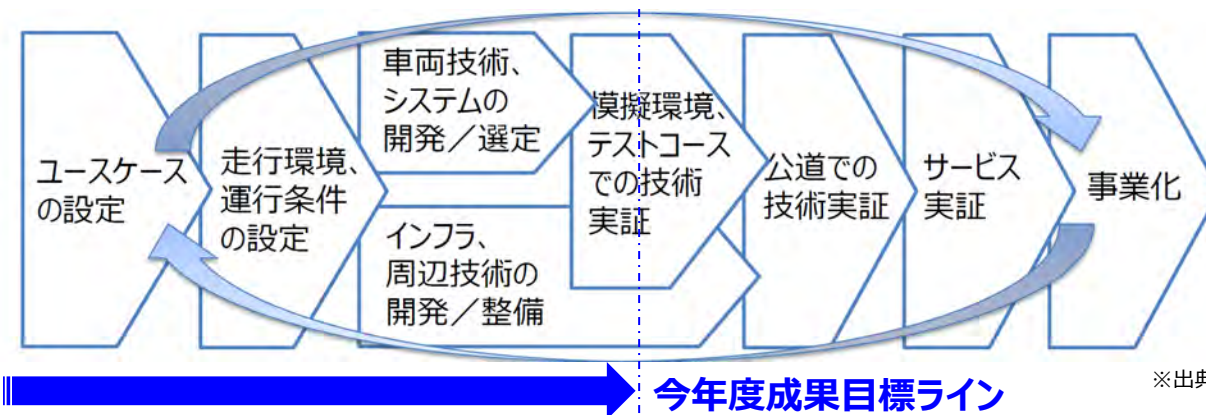 ユースケース
の設定
走行環境、
運行条件
の設定
車両技術、
システムの
開発／選定
インフラ、
周辺技術の
開発／整備
模擬環境、
テストコース
での技術
実証
公道での
技術実証
サービス
実証
事業化
今年度成果目標ライン
※出典